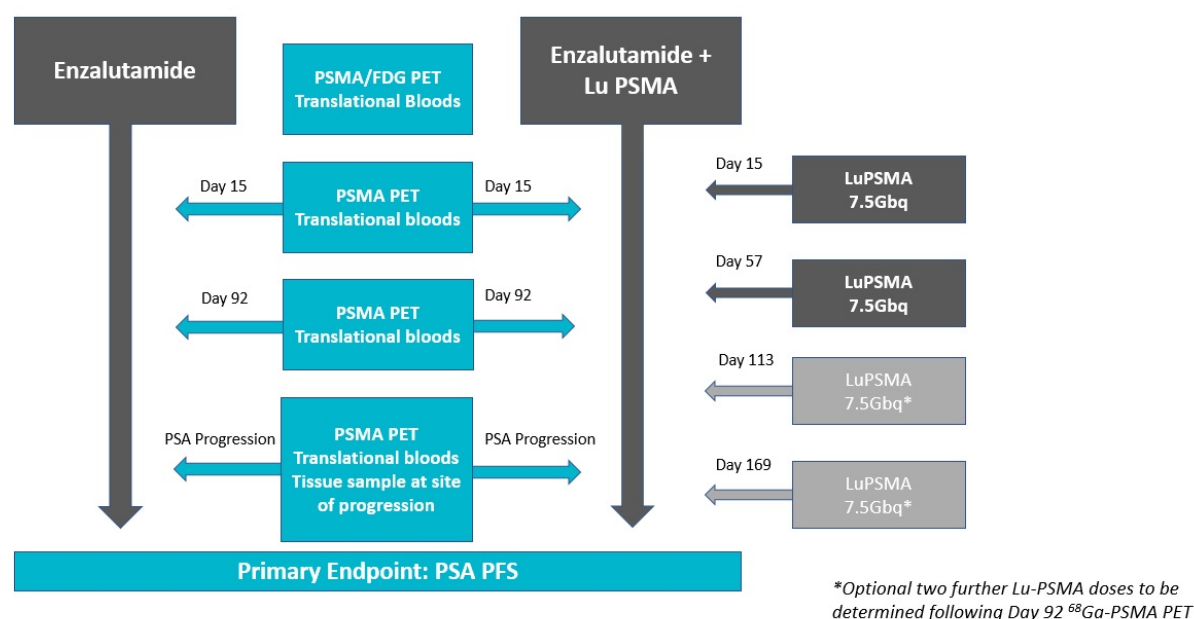 Enzalutamide
PSMA/FDG PET
Translational Bloods
Enzalutamide +
Lu PSMA
Day 15
PSMA PET
Translational bloods
Day 15
Day 15
LuPSMA
7.5Gbq
Day 57
LuPSMA
7.5Gbq
Day 92
PSMA PET
Translational bloods
Day 92
Day 113
LuPSMA
7.5Gbq*
PSA Progression
PSMA PET
Translational bloods
Tissue sample at site
of progression
PSA Progression
Day 169
LuPSMA
7.5Gbq*
Primary Endpoint: PSA PFS
*Optional two further Lu-PSMA doses to be
determined following Day 92 ⁶⁸Ga-PSMA PET